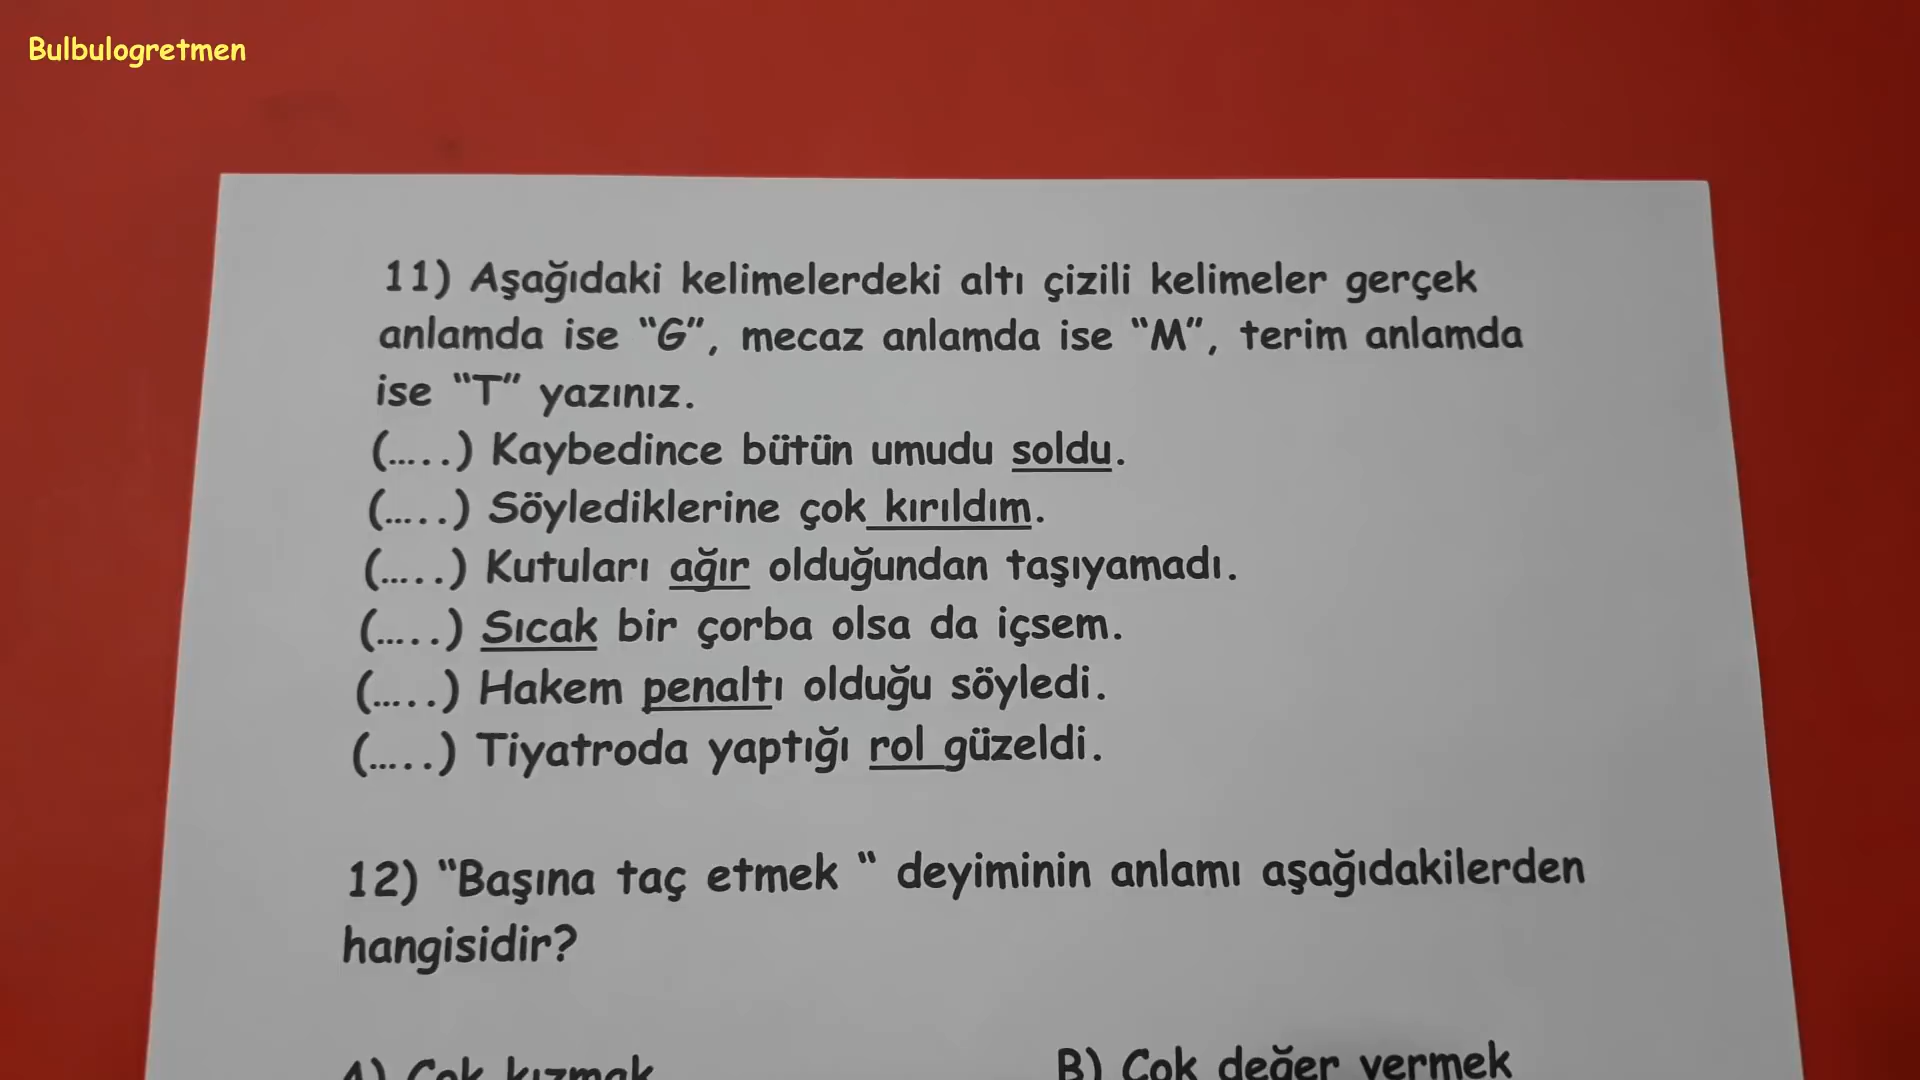 Bulbulogretmen
11) Aşağıdaki kelimelerdeki altı çizili kelimeler gerçek
anlamda ise “G”, mecaz anlamda ise “M”, terim anlamda
ise “T” yazınız.
(.....) Kaybedince bütün umudu soldu.
(.....) Söylediklerine çok kırıldım.
(.....) Kutuları ağır olduğundan taşıyamadı.
(.....) Sıcak bir çorba olsa da içsem.
(.....) Hakem penaltı olduğu söyledi.
(.....) Tiyatroda yaptığı rol güzeldi.
12) “Başına taç etmek “ deyiminin anlamı aşağıdakilerden
hangisidir?
A) Çok kızmak
B) Çok değer vermek